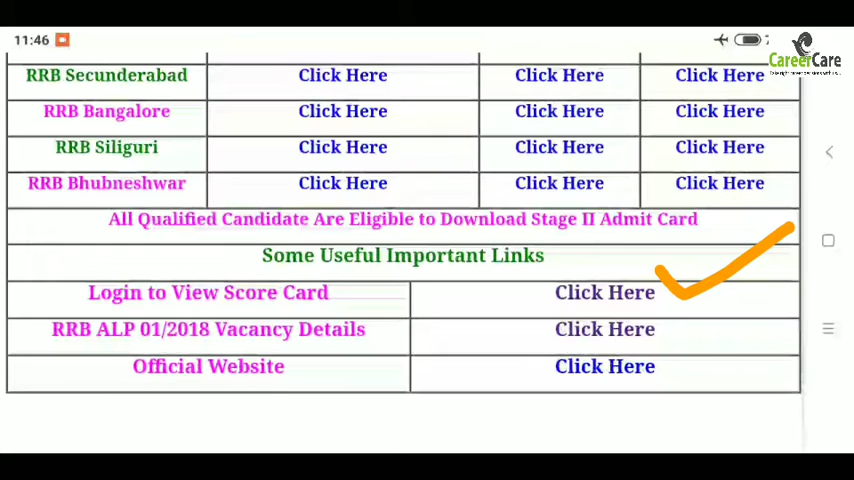 11:46
CareerCare
RRB Secunderabad Click Here Click Here Click Here
RRB Bangalore Click Here Click Here Click Here
RRB Siliguri Click Here Click Here Click Here
RRB Bhubneshwar Click Here Click Here Click Here
All Qualified Candidate Are Eligible to Download Stage II Admit Card
Some Useful Important Links
Login to View Score Card Click Here
RRB ALP 01/2018 Vacancy Details Click Here
Official Website Click Here